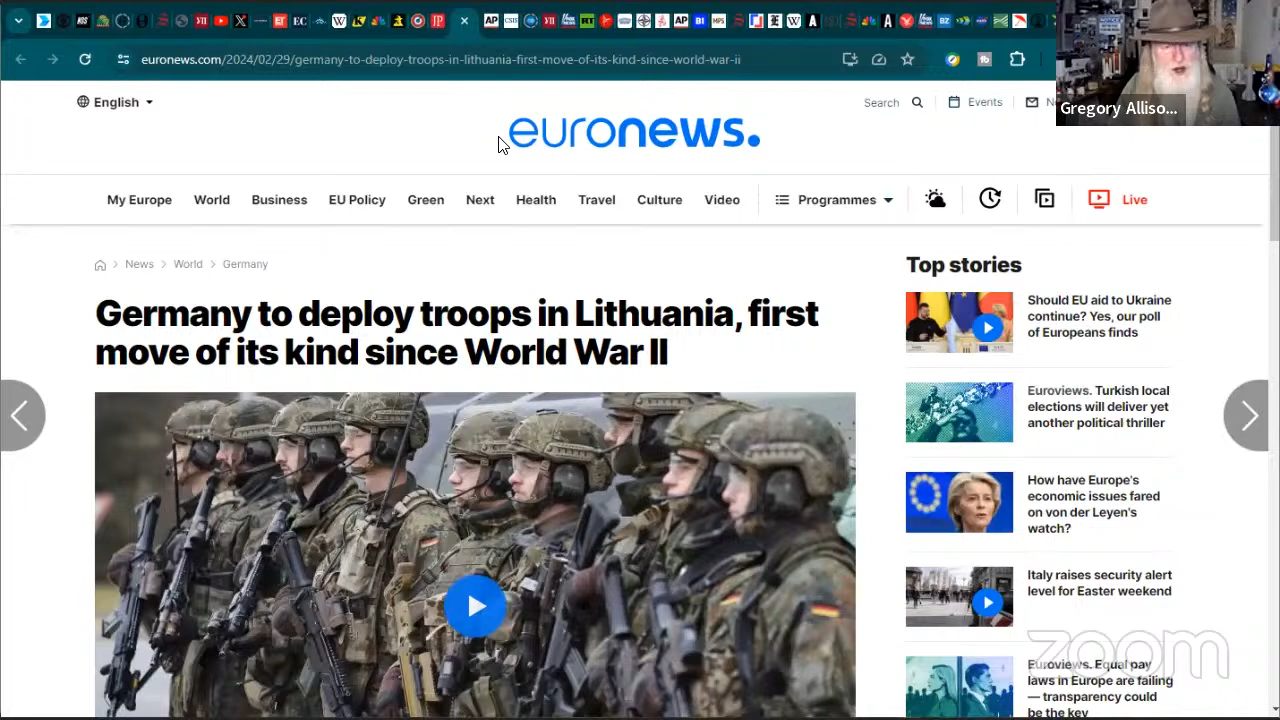 euronews.com/2024/02/29/germany-to-deploy-troops-in-lithuania-first-move-of-its-kind-since-world-war-ii
Gregory Alliso...
English
Search
Events
euronews.
My Europe World Business EU Policy Green Next Health Travel Culture Video Programmes Live
News World Germany
Germany to deploy troops in Lithuania, first
move of its kind since World War II
Top stories
Should EU aid to Ukraine
continue? Yes, our poll
of Europeans finds
Euroviews. Turkish local
elections will deliver yet
another political thriller
How have Europe's
economic issues fared
on von der Leyen's
watch?
Italy raises security alert
level for Easter weekend
Euroviews. Equal pay
laws in Europe are failing
— transparency could
be the key
zoom